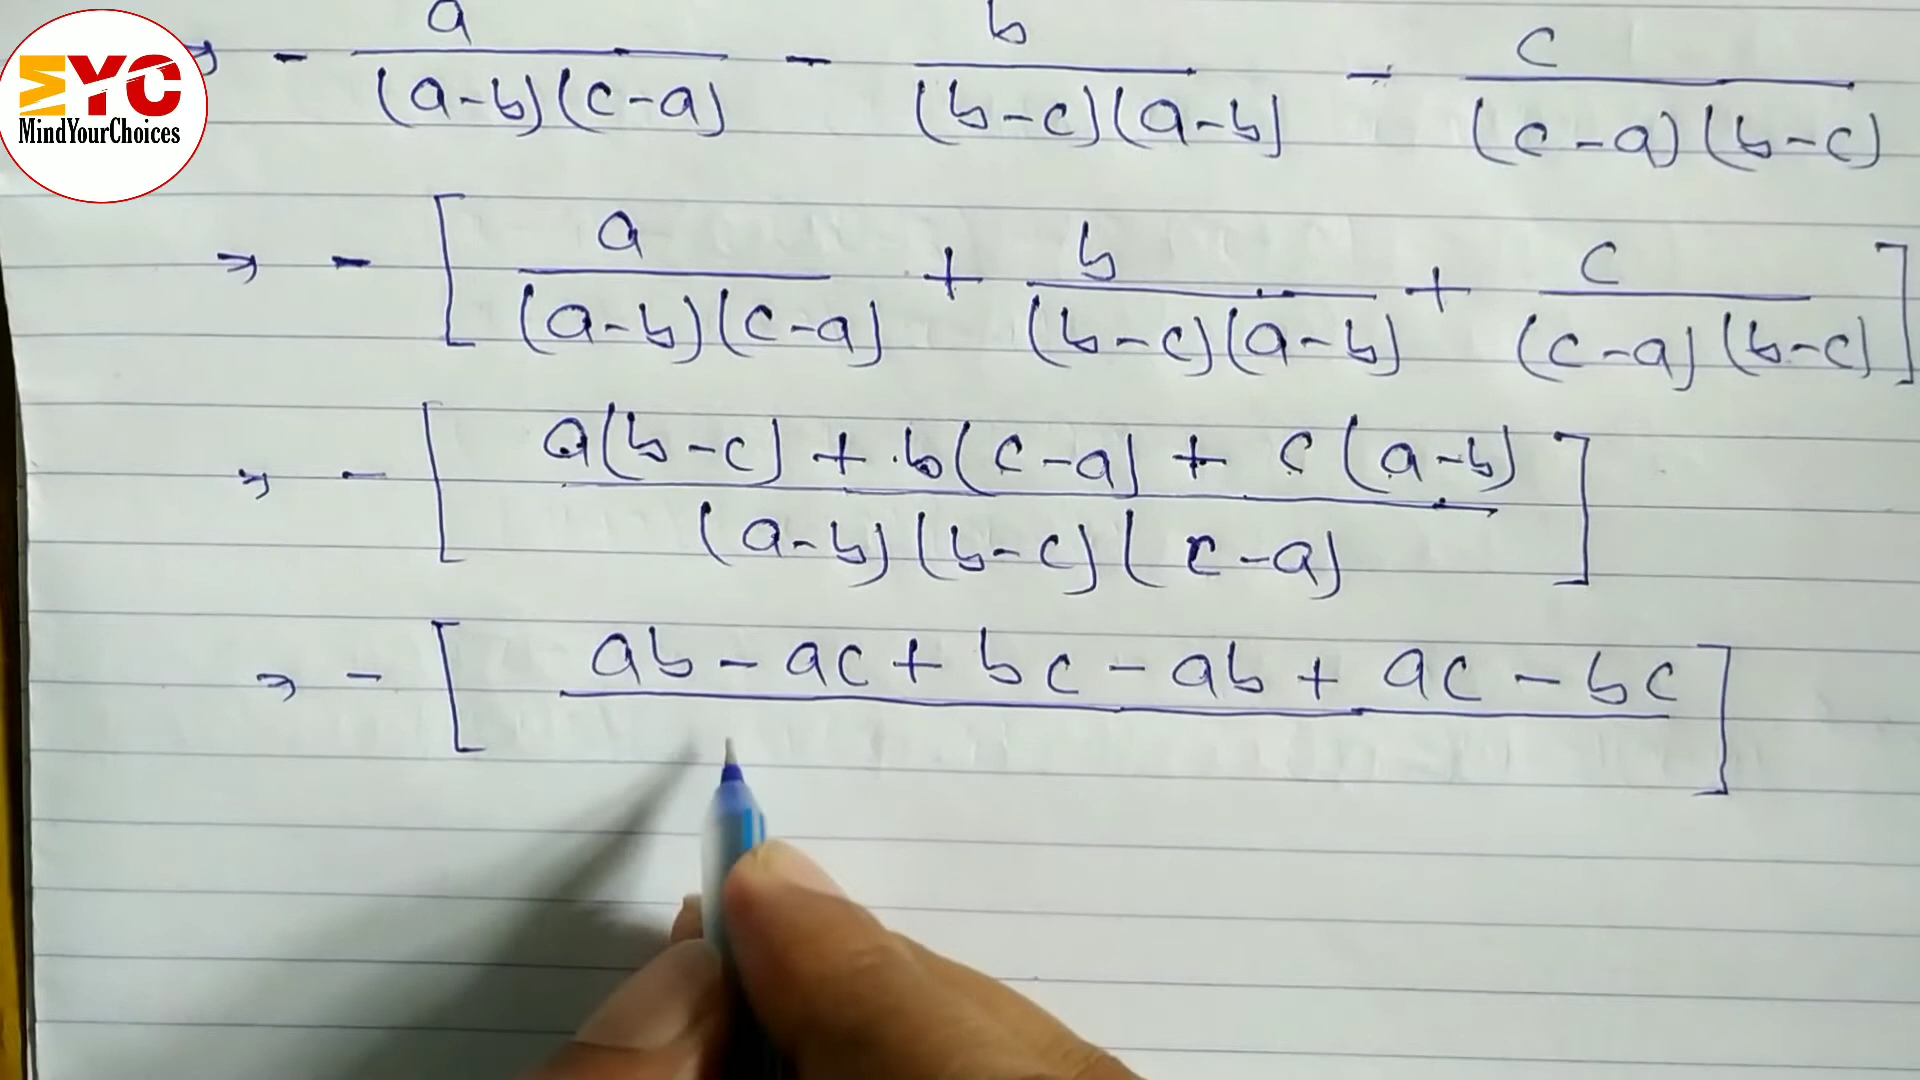 MYC
MindYourChoices
⇒ - a/((a-b)(c-a)) - b/((b-c)(a-b)) - c/((c-a)(b-c))
⇒ - [ a/((a-b)(c-a)) + b/((b-c)(a-b)) + c/((c-a)(b-c)) ]
⇒ - [ (a(b-c) + b(c-a) + c(a-b))/((a-b)(b-c)(c-a)) ]
⇒ - [ ab - ac + bc - ab + ac - bc ]